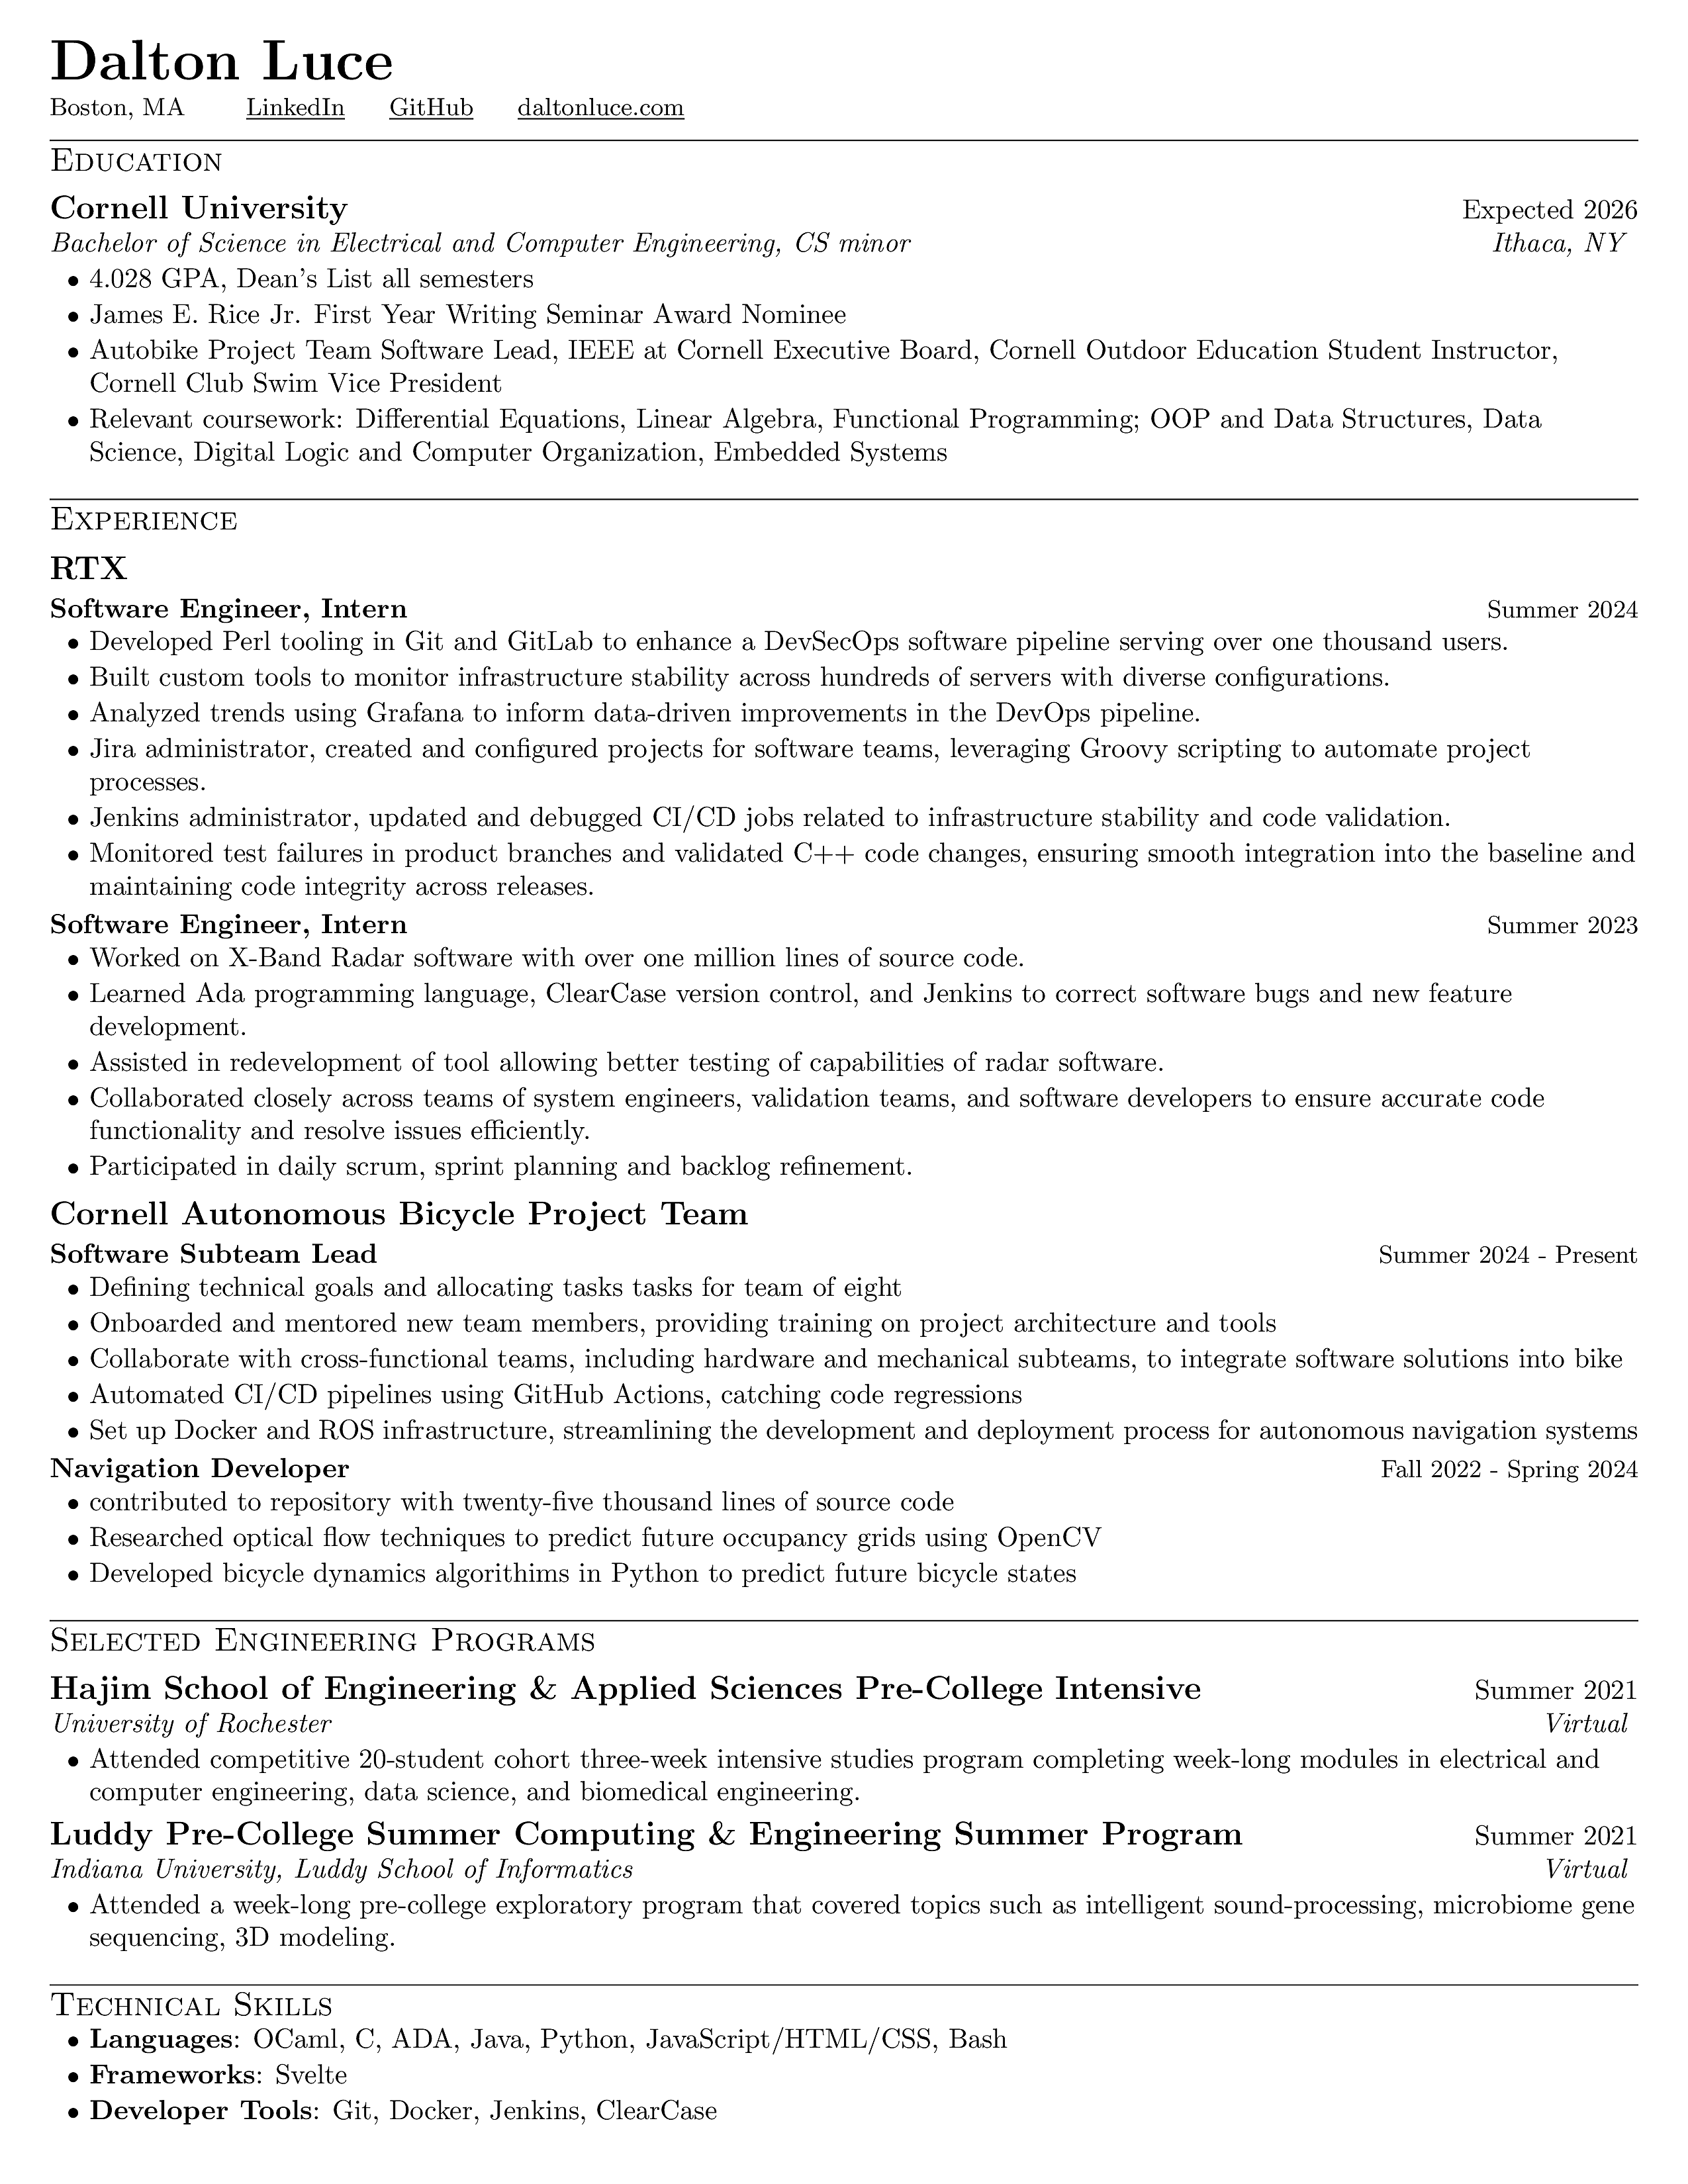 Dalton Luce
Boston, MA LinkedIn GitHub daltonluce.com
Education
Cornell University Expected 2026
Bachelor of Science in Electrical and Computer Engineering, CS minor Ithaca, NY
• 4.028 GPA, Dean's List all semesters
• James E. Rice Jr. First Year Writing Seminar Award Nominee
• Autobike Project Team Software Lead, IEEE at Cornell Executive Board, Cornell Outdoor Education Student Instructor,
Cornell Club Swim Vice President
• Relevant coursework: Differential Equations, Linear Algebra, Functional Programming; OOP and Data Structures, Data
Science, Digital Logic and Computer Organization, Embedded Systems
Experience
RTX
Software Engineer, Intern Summer 2024
• Developed Perl tooling in Git and GitLab to enhance a DevSecOps software pipeline serving over one thousand users.
• Built custom tools to monitor infrastructure stability across hundreds of servers with diverse configurations.
• Analyzed trends using Grafana to inform data-driven improvements in the DevOps pipeline.
• Jira administrator, created and configured projects for software teams, leveraging Groovy scripting to automate project
processes.
• Jenkins administrator, updated and debugged CI/CD jobs related to infrastructure stability and code validation.
• Monitored test failures in product branches and validated C++ code changes, ensuring smooth integration into the baseline and
maintaining code integrity across releases.
Software Engineer, Intern Summer 2023
• Worked on X-Band Radar software with over one million lines of source code.
• Learned Ada programming language, ClearCase version control, and Jenkins to correct software bugs and new feature
development.
• Assisted in redevelopment of tool allowing better testing of capabilities of radar software.
• Collaborated closely across teams of system engineers, validation teams, and software developers to ensure accurate code
functionality and resolve issues efficiently.
• Participated in daily scrum, sprint planning and backlog refinement.
Cornell Autonomous Bicycle Project Team
Software Subteam Lead Summer 2024 - Present
• Defining technical goals and allocating tasks tasks for team of eight
• Onboarded and mentored new team members, providing training on project architecture and tools
• Collaborate with cross-functional teams, including hardware and mechanical subteams, to integrate software solutions into bike
• Automated CI/CD pipelines using GitHub Actions, catching code regressions
• Set up Docker and ROS infrastructure, streamlining the development and deployment process for autonomous navigation systems
Navigation Developer Fall 2022 - Spring 2024
• contributed to repository with twenty-five thousand lines of source code
• Researched optical flow techniques to predict future occupancy grids using OpenCV
• Developed bicycle dynamics algorithims in Python to predict future bicycle states
Selected Engineering Programs
Hajim School of Engineering & Applied Sciences Pre-College Intensive Summer 2021
University of Rochester Virtual
• Attended competitive 20-student cohort three-week intensive studies program completing week-long modules in electrical and
computer engineering, data science, and biomedical engineering.
Luddy Pre-College Summer Computing & Engineering Summer Program Summer 2021
Indiana University, Luddy School of Informatics Virtual
• Attended a week-long pre-college exploratory program that covered topics such as intelligent sound-processing, microbiome gene
sequencing, 3D modeling.
Technical Skills
• Languages: OCaml, C, ADA, Java, Python, JavaScript/HTML/CSS, Bash
• Frameworks: Svelte
• Developer Tools: Git, Docker, Jenkins, ClearCase